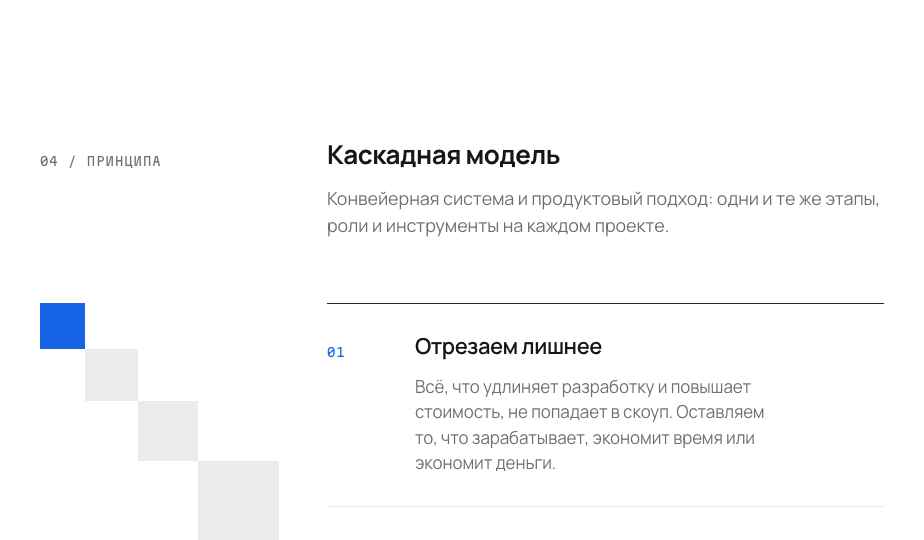 04 / ПРИНЦИПА
Каскадная модель
Конвейерная система и продуктовый подход: одни и те же этапы,
роли и инструменты на каждом проекте.
01
Отрезаем лишнее
Всё, что удлиняет разработку и повышает
стоимость, не попадает в скоуп. Оставляем
то, что зарабатывает, экономит время или
экономит деньги.